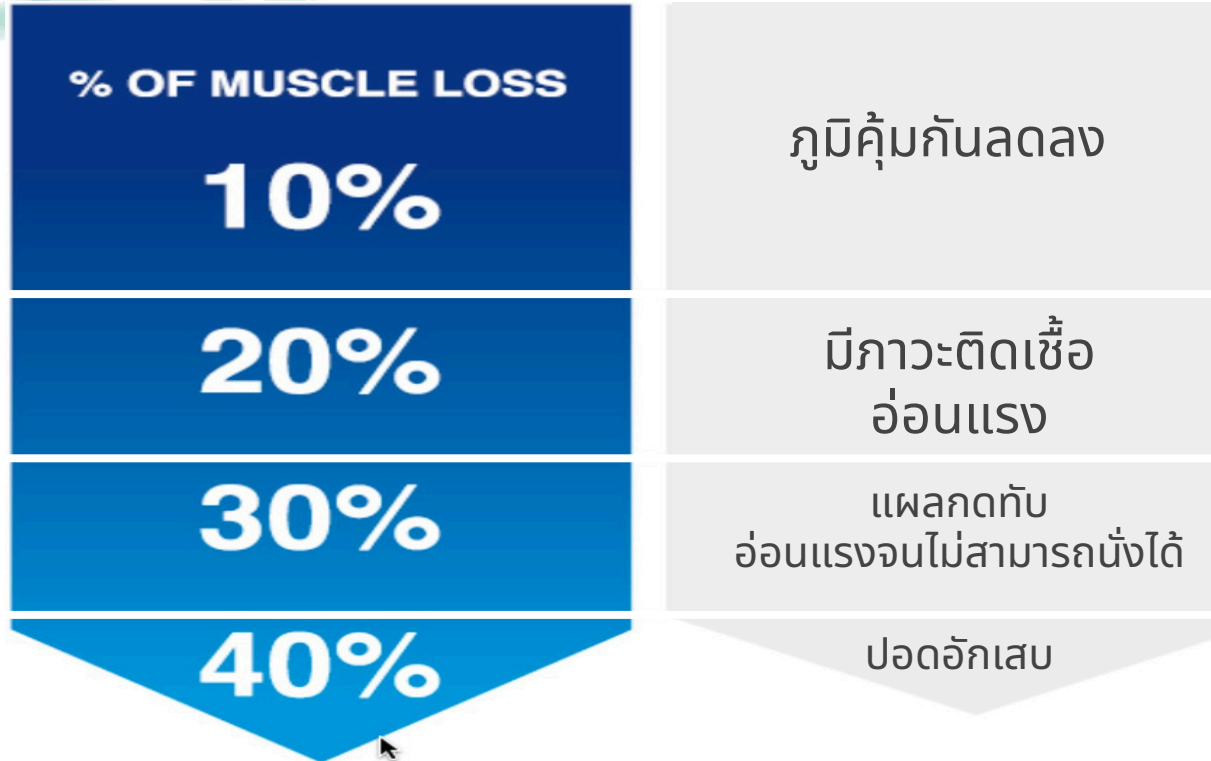 % OF MUSCLE LOSS
10%
ภูมิคุ้มกันลดลง
20%
มีภาวะติดเชื้อ
อ่อนแรง
30%
แผลกดทับ
อ่อนแรงจนไม่สามารถนั่งได้
40%
ปอดอักเสบ